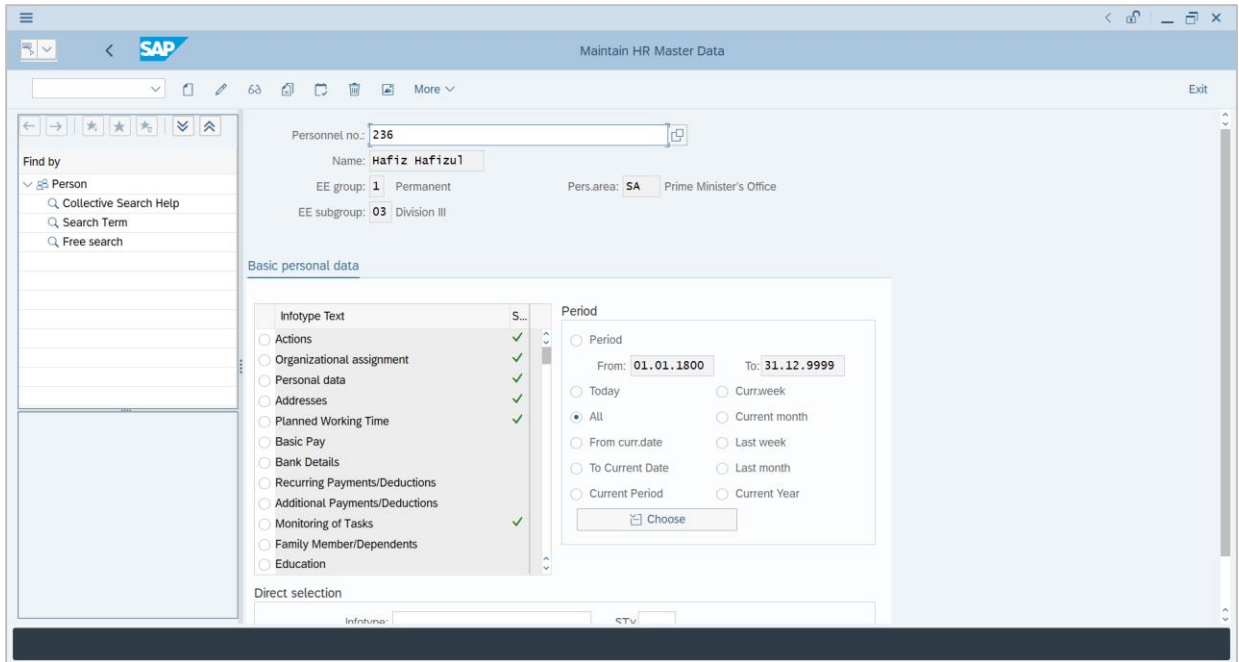 SAP
Maintain HR Master Data
More
Exit
Personnel no.: 236
Name: Hafiz Hafizul
EE group: 1 Permanent Pers.area: SA Prime Minister's Office
EE subgroup: 03 Division III
Find by
Person
Collective Search Help
Search Term
Free search
Basic personal data
Infotype Text S...
Actions
Organizational assignment
Personal data
Addresses
Planned Working Time
Basic Pay
Bank Details
Recurring Payments/Deductions
Additional Payments/Deductions
Monitoring of Tasks
Family Member/Dependents
Education
Period
Period
From: 01.01.1800 To: 31.12.9999
Today Curr.week
All Current month
From curr.date Last week
To Current Date Last month
Current Period Current Year
Choose
Direct selection
Infotype: STy